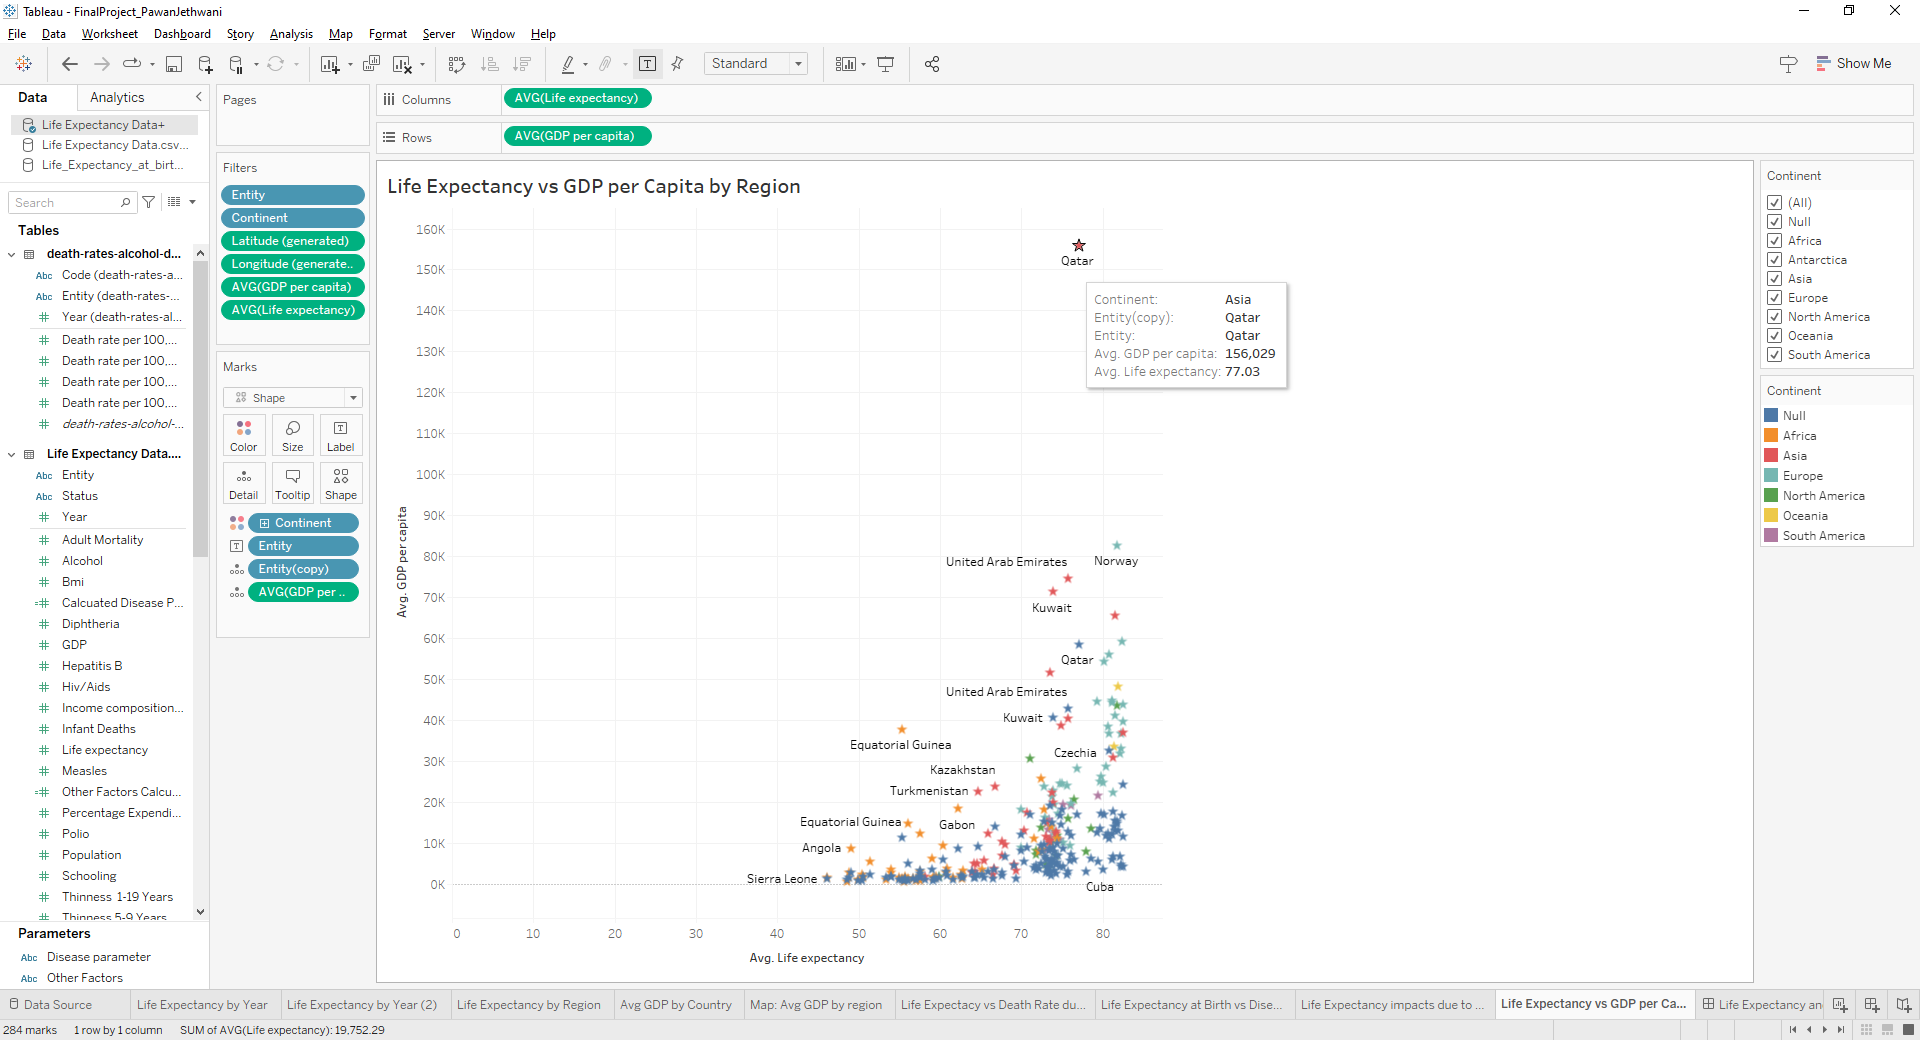 Tableau - FinalProject_PawanJethwani
File Data Worksheet Dashboard Story Analysis Map Format Server Window Help
Standard
Show Me
Data Analytics
Life Expectancy Data+
Life Expectancy Data.csv...
Life_Expectancy_at_birt...
Search
Tables
death-rates-alcohol-d...
Abc Code (death-rates-a...
Abc Entity (death-rates-...
# Year (death-rates-al...
# Death rate per 100,...
# Death rate per 100,...
# Death rate per 100,...
# Death rate per 100,...
# death-rates-alcohol-...
Life Expectancy Data....
Abc Entity
Abc Status
# Year
# Adult Mortality
# Alcohol
# Bmi
=# Calcuated Disease P...
# Diphtheria
# GDP
# Hepatitis B
# Hiv/Aids
# Income composition...
# Infant Deaths
# Life expectancy
# Measles
=# Other Factors Calcu...
# Percentage Expendi...
# Polio
# Population
# Schooling
# Thinness 1-19 Years
# Thinness 5-9 Years
Parameters
Abc Disease parameter
Abc Other Factors
Pages
Filters
Entity
Continent
Latitude (generated)
Longitude (generate..
AVG(GDP per capita)
AVG(Life expectancy)
Marks
Shape
Color Size Label
Detail Tooltip Shape
Continent
Entity
Entity(copy)
AVG(GDP per ..
Columns AVG(Life expectancy)
Rows AVG(GDP per capita)
Life Expectancy vs GDP per Capita by Region
160K
150K
140K
130K
120K
110K
100K
90K
80K
70K
60K
50K
40K
30K
20K
10K
0K
Avg. GDP per capita
Qatar
Continent: Asia
Entity(copy): Qatar
Entity: Qatar
Avg. GDP per capita: 156,029
Avg. Life expectancy: 77.03
United Arab Emirates
Norway
Kuwait
Qatar
United Arab Emirates
Kuwait
Equatorial Guinea
Czechia
Kazakhstan
Turkmenistan
Equatorial Guinea
Gabon
Angola
Sierra Leone
Cuba
0 10 20 30 40 50 60 70 80
Avg. Life expectancy
Continent
(All)
Null
Africa
Antarctica
Asia
Europe
North America
Oceania
South America
Continent
Null
Africa
Asia
Europe
North America
Oceania
South America
Data Source
Life Expectancy by Year
Life Expectancy by Year (2)
Life Expectancy by Region
Avg GDP by Country
Map: Avg GDP by region
Life Expectacy vs Death Rate du...
Life Expectancy at Birth vs Dise...
Life Expectancy impacts due to ...
Life Expectancy vs GDP per Ca...
Life Expectancy an
284 marks 1 row by 1 column SUM of AVG(Life expectancy): 19,752.29